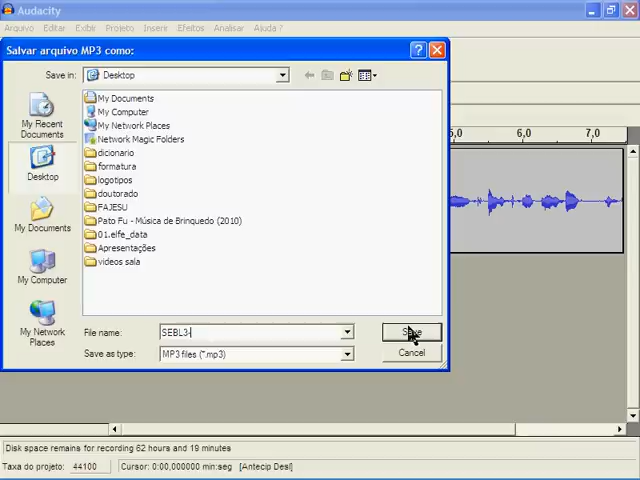 Audacity
Arquivo Editar Exibir Projeto Inserir Efeitos Analisar Ajuda ?
Salvar arquivo MP3 como:
Save in: Desktop
My Documents
My Computer
My Network Places
Network Magic Folders
dicionario
formatura
logotipos
doutorado
FAJESU
Pato Fu - Música de Brinquedo (2010)
01.elfe_data
Apresentações
videos sala
My Recent
Documents
Desktop
My Documents
My Computer
My Network
Places
File name: SEBL3- Save
Save as type: MP3 files (*.mp3) Cancel
5,0 6,0 7,0
Disk space remains for recording 62 hours and 19 minutes
Taxa do projeto: 44100 Cursor: 0:00,000000 min:seg [Antecip Desl]